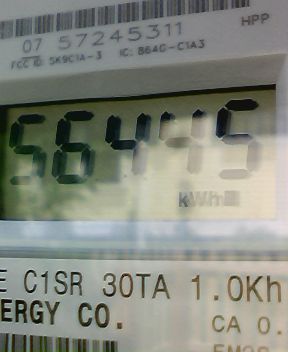 HPP
07 57245311
FCC ID: SK9C1A-3 IC: 864G-C1A3
56445
kWh
E C1SR 30TA 1.0Kh
ERGY CO.
CA 0.